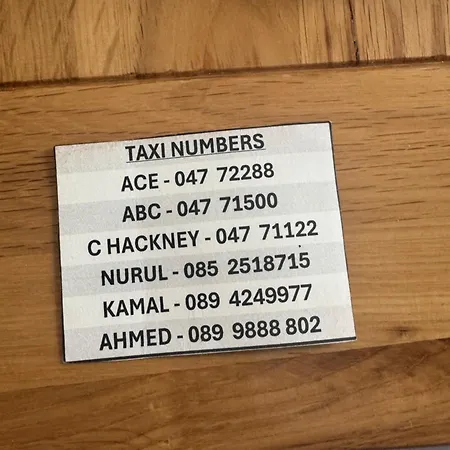 TAXI NUMBERS
ACE - 047 72288
ABC - 047 71500
C HACKNEY - 047 71122
NURUL - 085 2518715
KAMAL - 089 4249977
AHMED - 089 9888 802